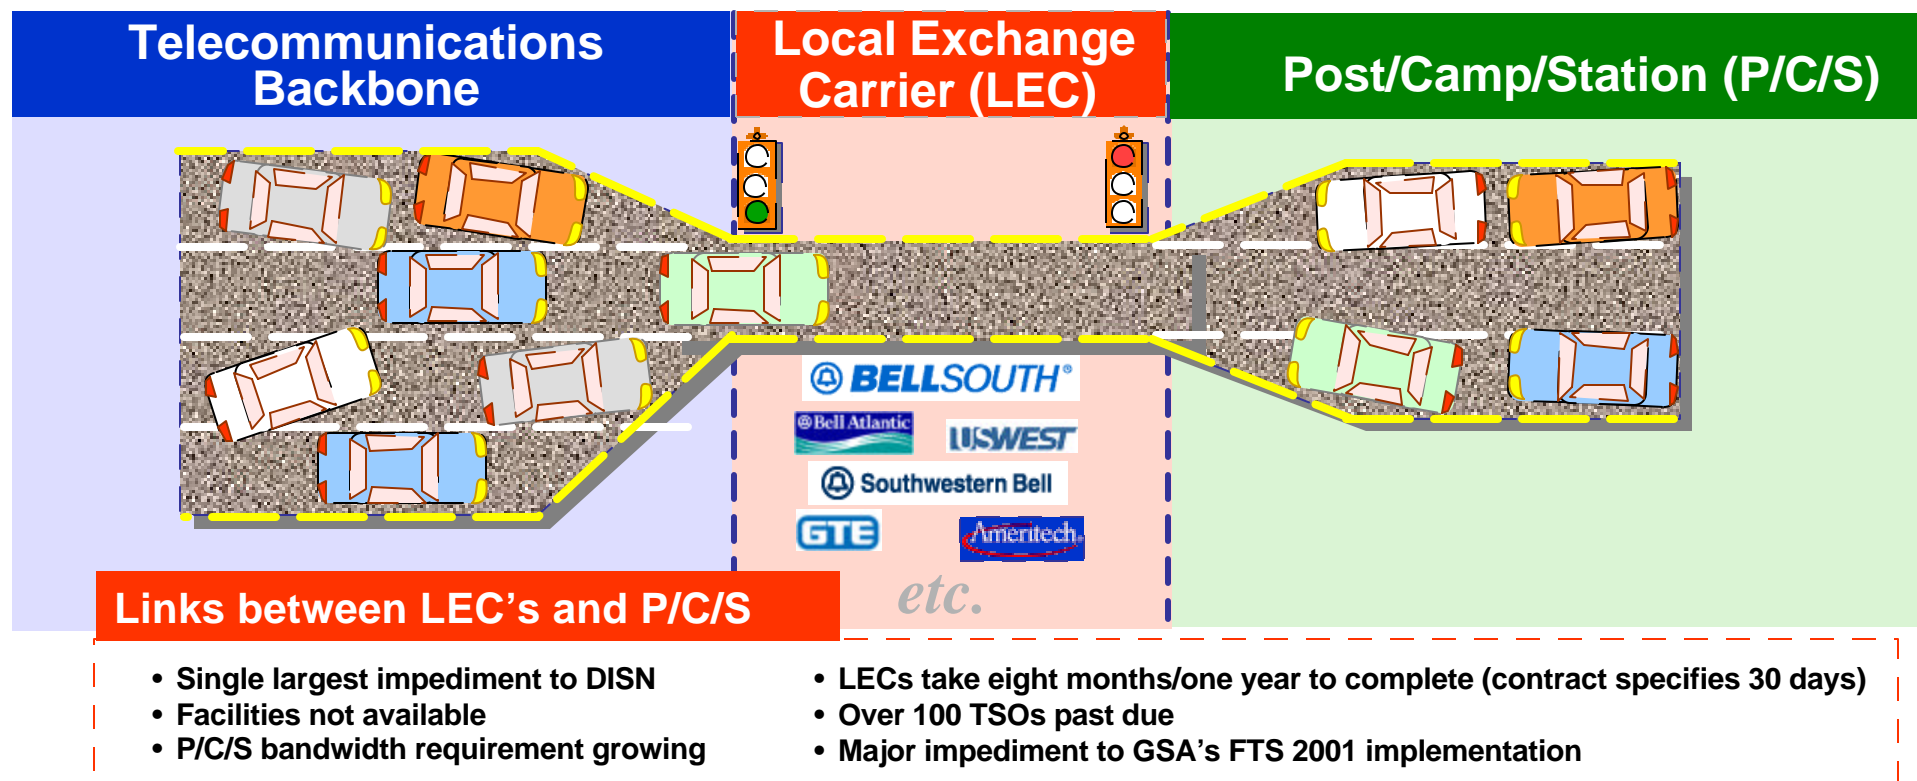 Telecommunications
Backbone
Local Exchange
Carrier (LEC)
Post/Camp/Station (P/C/S)
BELLSOUTH®
Bell Atlantic
USWEST
Southwestern Bell
GTE
Ameritech.
etc.
Links between LEC’s and P/C/S
• Single largest impediment to DISN
• Facilities not available
• P/C/S bandwidth requirement growing
• LECs take eight months/one year to complete (contract specifies 30 days)
• Over 100 TSOs past due
• Major impediment to GSA’s FTS 2001 implementation